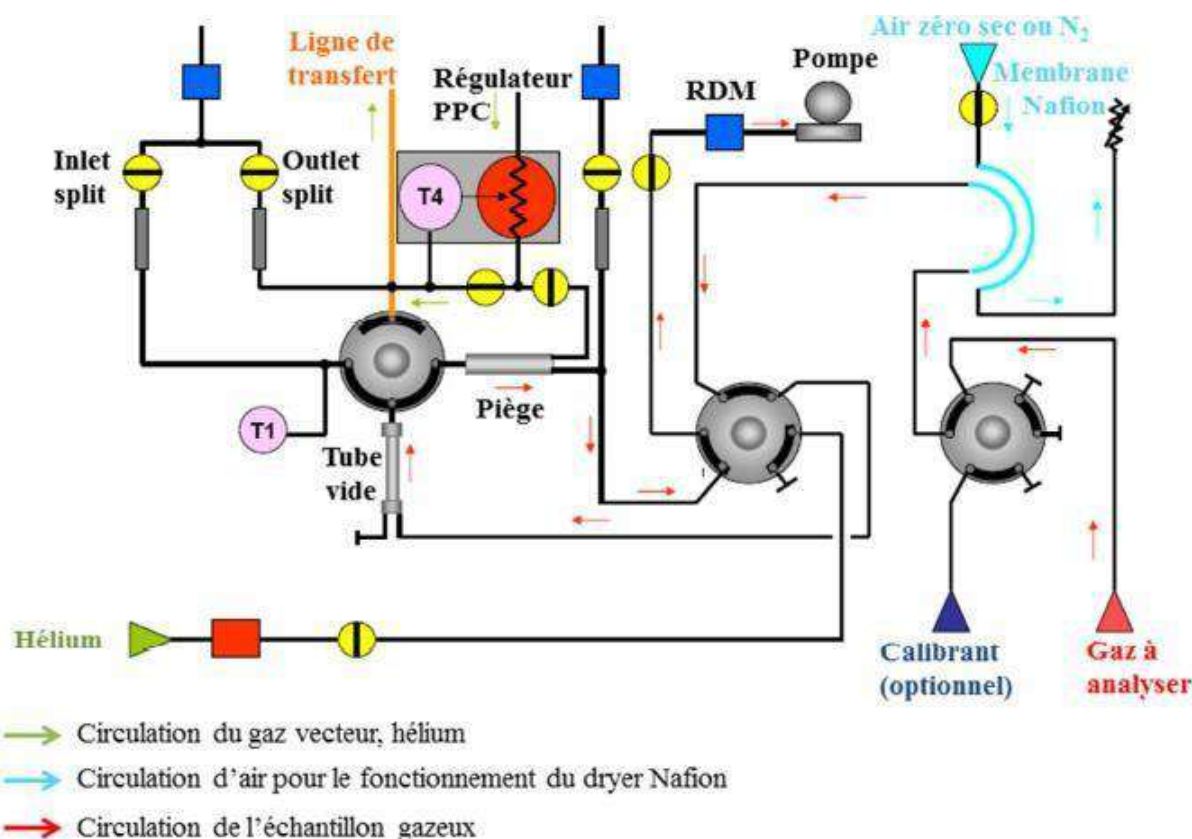 Air zéro sec ou N₂
Ligne de
transfert
Régulateur
PPC
Pompe
RDM
Membrane
Nafion
Inlet
split
Outlet
split
T4
Piège
T1
Tube
vide
Hélium
Calibrant
(optionnel)
Gaz à
analyser
Circulation du gaz vecteur, hélium
Circulation d'air pour le fonctionnement du dryer Nafion
Circulation de l'échantillon gazeux